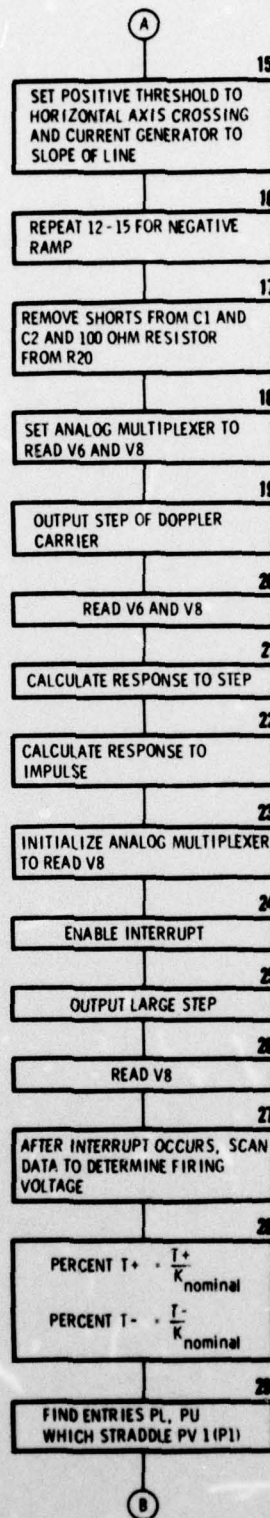 A
15
SET POSITIVE THRESHOLD TO
HORIZONTAL AXIS CROSSING
AND CURRENT GENERATOR TO
SLOPE OF LINE
16
REPEAT 12 - 15 FOR NEGATIVE
RAMP
17
REMOVE SHORTS FROM C1 AND
C2 AND 100 OHM RESISTOR
FROM R20
18
SET ANALOG MULTIPLEXER TO
READ V6 AND V8
19
OUTPUT STEP OF DOPPLER
CARRIER
20
READ V6 AND V8
21
CALCULATE RESPONSE TO STEP
22
CALCULATE RESPONSE TO
IMPULSE
23
INITIALIZE ANALOG MULTIPLEXER
TO READ V8
24
ENABLE INTERRUPT
25
OUTPUT LARGE STEP
26
READ V8
27
AFTER INTERRUPT OCCURS, SCAN
DATA TO DETERMINE FIRING
VOLTAGE
28
PERCENT T+ = T+ / K nominal
PERCENT T- = T- / K nominal
29
FIND ENTRIES PL, PU
WHICH STRADDLE PV 1 (P1)
B